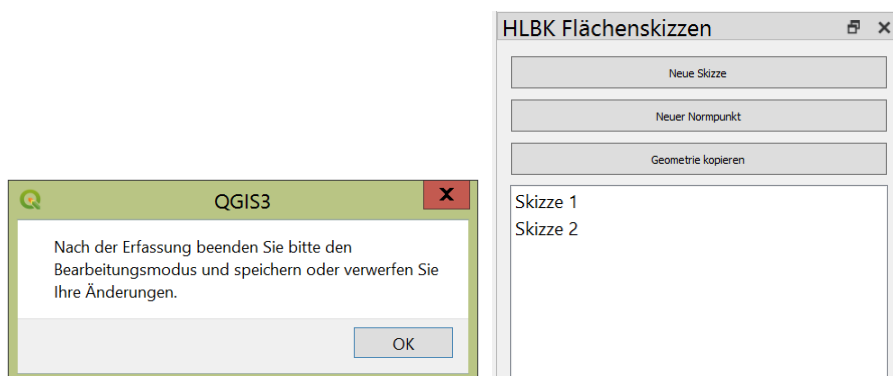 QGIS3
Nach der Erfassung beenden Sie bitte den
Bearbeitungsmodus und speichern oder verwerfen Sie
Ihre Änderungen.
OK
HLBK Flächenskizzen
Neue Skizze
Neuer Normpunkt
Geometrie kopieren
Skizze 1
Skizze 2